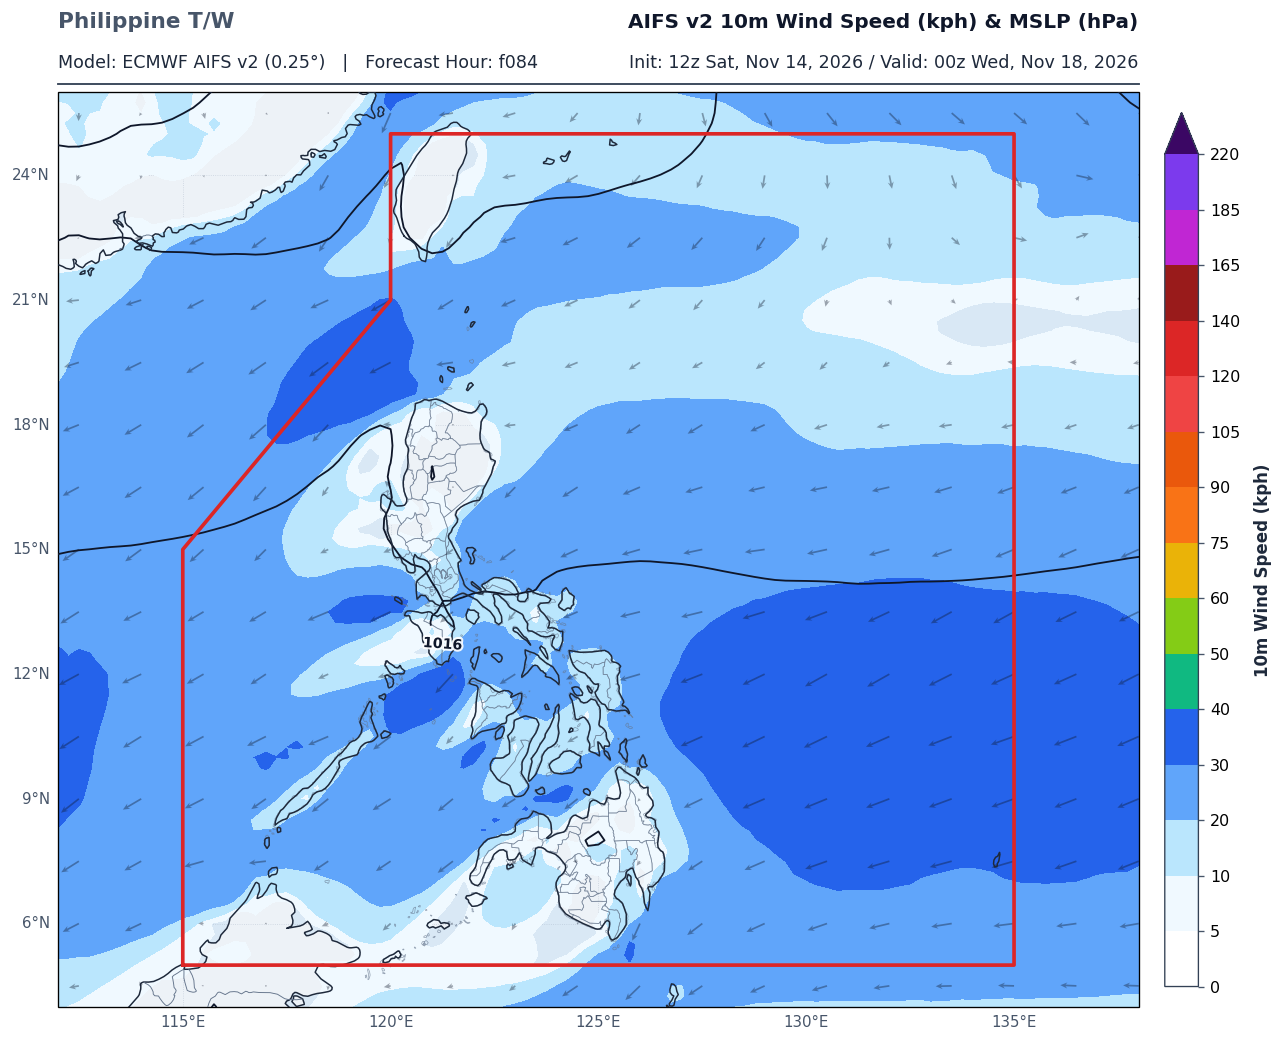 Philippine T/W
AIFS v2 10m Wind Speed (kph) & MSLP (hPa)
Model: ECMWF AIFS v2 (0.25°)   |   Forecast Hour: f084
Init: 12z Sat, Nov 14, 2026 / Valid: 00z Wed, Nov 18, 2026
24°N
21°N
18°N
15°N
12°N
9°N
6°N
1016
115°E
120°E
125°E
130°E
135°E
220
185
165
140
120
105
90
75
60
50
40
30
20
10
5
0
10m Wind Speed (kph)